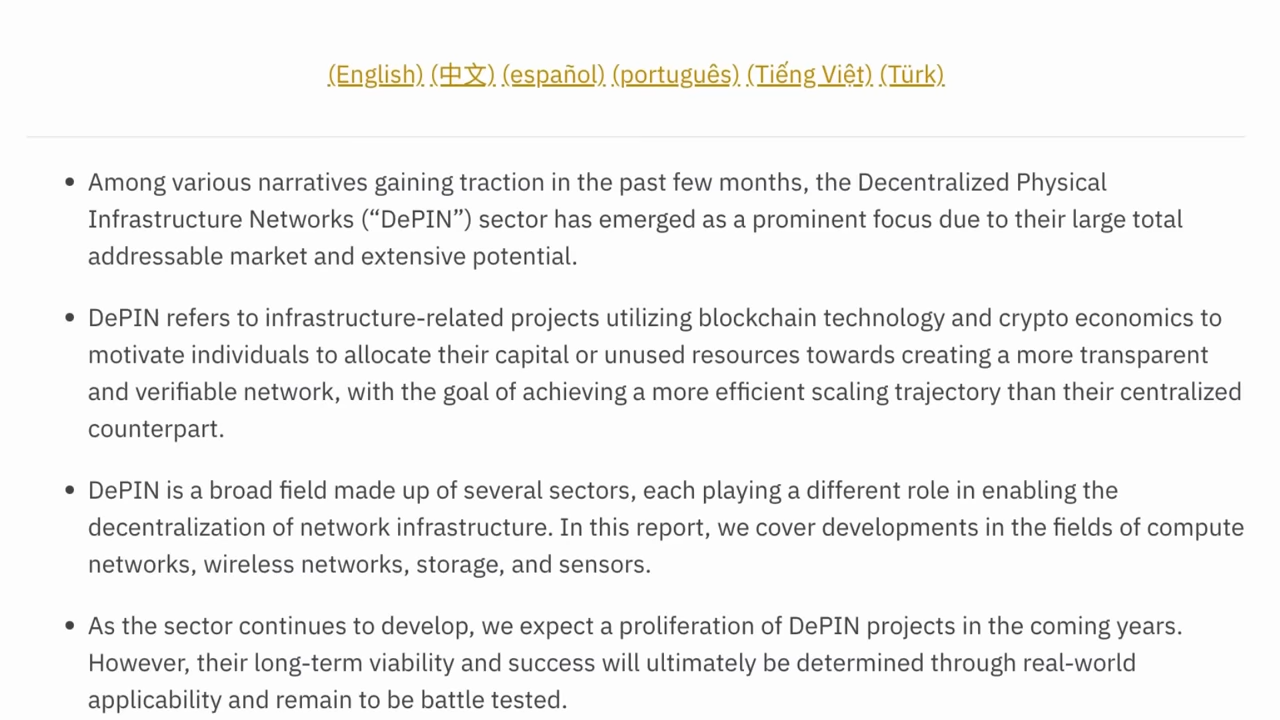 (English) (中文) (español) (português) (Tiếng Việt) (Türk)
• Among various narratives gaining traction in the past few months, the Decentralized Physical
Infrastructure Networks (“DePIN”) sector has emerged as a prominent focus due to their large total
addressable market and extensive potential.
• DePIN refers to infrastructure-related projects utilizing blockchain technology and crypto economics to
motivate individuals to allocate their capital or unused resources towards creating a more transparent
and verifiable network, with the goal of achieving a more efficient scaling trajectory than their centralized
counterpart.
• DePIN is a broad field made up of several sectors, each playing a different role in enabling the
decentralization of network infrastructure. In this report, we cover developments in the fields of compute
networks, wireless networks, storage, and sensors.
• As the sector continues to develop, we expect a proliferation of DePIN projects in the coming years.
However, their long-term viability and success will ultimately be determined through real-world
applicability and remain to be battle tested.